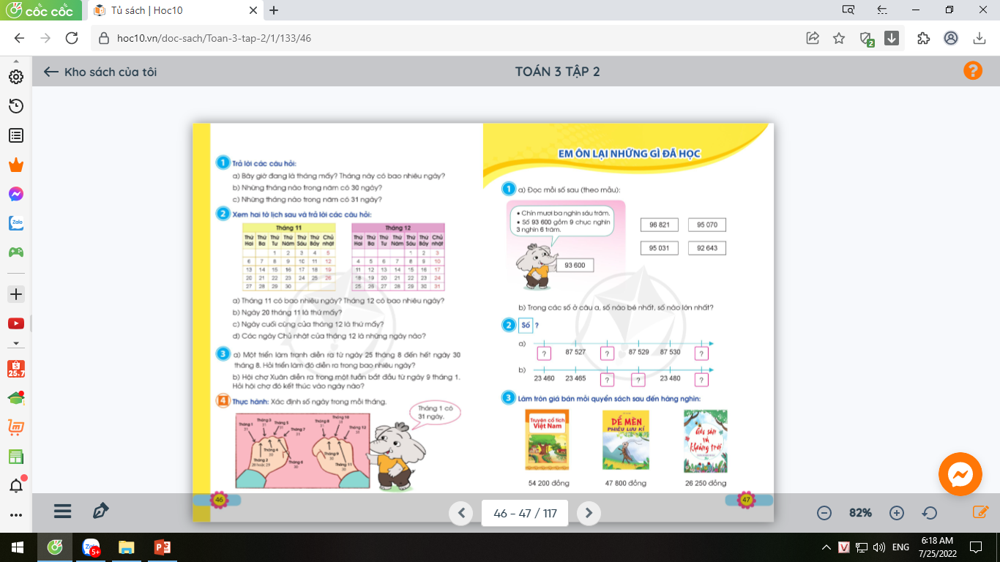 cốc cốc
Tủ sách | Hoc10
hoc10.vn/doc-sach/Toan-3-tap-2/1/133/46
2
Kho sách của tôi
TOÁN 3 TẬP 2
1 Trả lời các câu hỏi:
a) Bây giờ đang là tháng mấy? Tháng này có bao nhiêu ngày?
b) Những tháng nào trong năm có 30 ngày?
c) Những tháng nào trong năm có 31 ngày?
2 Xem hai tờ lịch sau và trả lời các câu hỏi:
Tháng 11
Thứ Hai Thứ Ba Thứ Tư Thứ Năm Thứ Sáu Thứ Bảy Chủ nhật
1 2 3 4 5
6 7 8 9 10 11 12
13 14 15 16 17 18 19
20 21 22 23 24 25 26
27 28 29 30
Tháng 12
Thứ Hai Thứ Ba Thứ Tư Thứ Năm Thứ Sáu Thứ Bảy Chủ nhật
1 2 3
4 5 6 7 8 9 10
11 12 13 14 15 16 17
18 19 20 21 22 23 24
25 26 27 28 29 30 31
a) Tháng 11 có bao nhiêu ngày? Tháng 12 có bao nhiêu ngày?
b) Ngày 20 tháng 11 là thứ mấy?
c) Ngày cuối cùng của tháng 12 là thứ mấy?
d) Các ngày Chủ nhật của tháng 12 là những ngày nào?
3 a) Một triển lãm tranh diễn ra từ ngày 25 tháng 8 đến hết ngày 30
tháng 8. Hỏi triển lãm đó diễn ra trong bao nhiêu ngày?
b) Hội chợ Xuân diễn ra trong một tuần bắt đầu từ ngày 9 tháng 1.
Hỏi hội chợ đó kết thúc vào ngày nào?
4 Thực hành: Xác định số ngày trong mỗi tháng.
Tháng 1 có
31 ngày.
Tháng 1
31
Tháng 3
31
Tháng 5
31
Tháng 7
31
Tháng 2
28 hoặc 29
Tháng 4
30
Tháng 6
30
Tháng 8
31
Tháng 10
31
Tháng 12
31
Tháng 9
30
Tháng 11
30
46
EM ÔN LẠI NHỮNG GÌ ĐÃ HỌC
1 a) Đọc mỗi số sau (theo mẫu):
• Chín mươi ba nghìn sáu trăm.
• Số 93 600 gồm 9 chục nghìn
3 nghìn 6 trăm.
93 600
96 821 95 070
95 031 92 643
b) Trong các số ở câu a, số nào bé nhất, số nào lớn nhất?
2 Số ?
a) ? 87 527 ? 87 529 87 530 ?
b) 23 460 23 465 ? ? 23 480 ?
3 Làm tròn giá bán mỗi quyển sách sau đến hàng nghìn:
Truyện cổ tích
Việt Nam
DẾ MÈN
PHIÊU LƯU KÍ
Góc sân
và
khoảng trời
54 200 đồng 47 800 đồng 26 250 đồng
47
46 - 47 / 117
82%
25.7
Zalo
5+
ENG
6:18 AM
7/25/2022